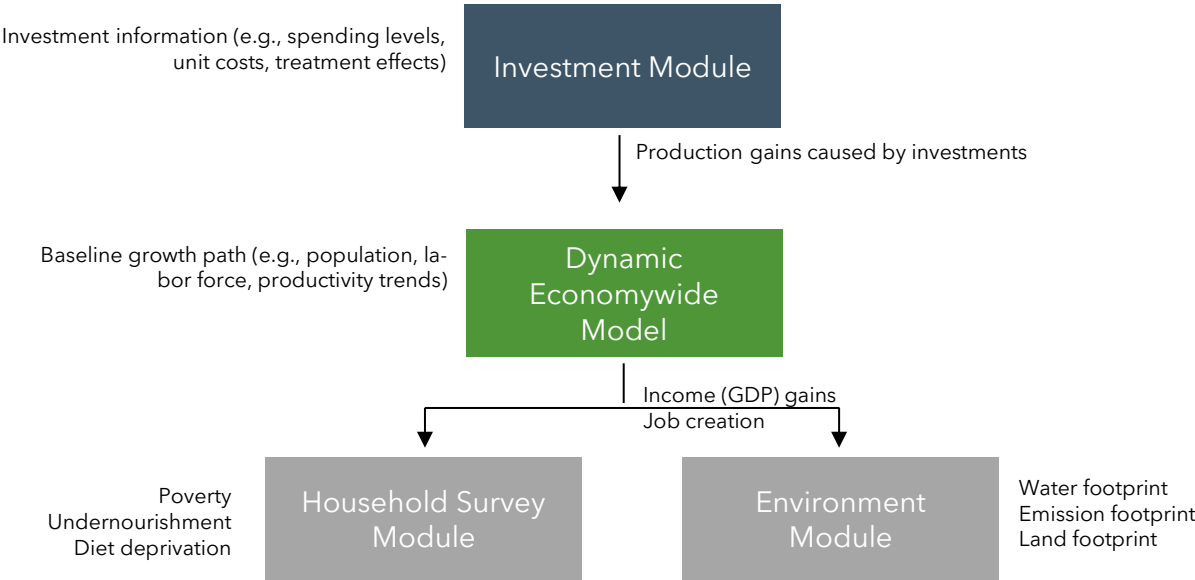 Investment information (e.g., spending levels,
unit costs, treatment effects)
Investment Module
Production gains caused by investments
Baseline growth path (e.g., population, la-
bor force, productivity trends)
Dynamic
Economywide
Model
Income (GDP) gains
Job creation
Poverty
Undernourishment
Diet deprivation
Household Survey
Module
Environment
Module
Water footprint
Emission footprint
Land footprint